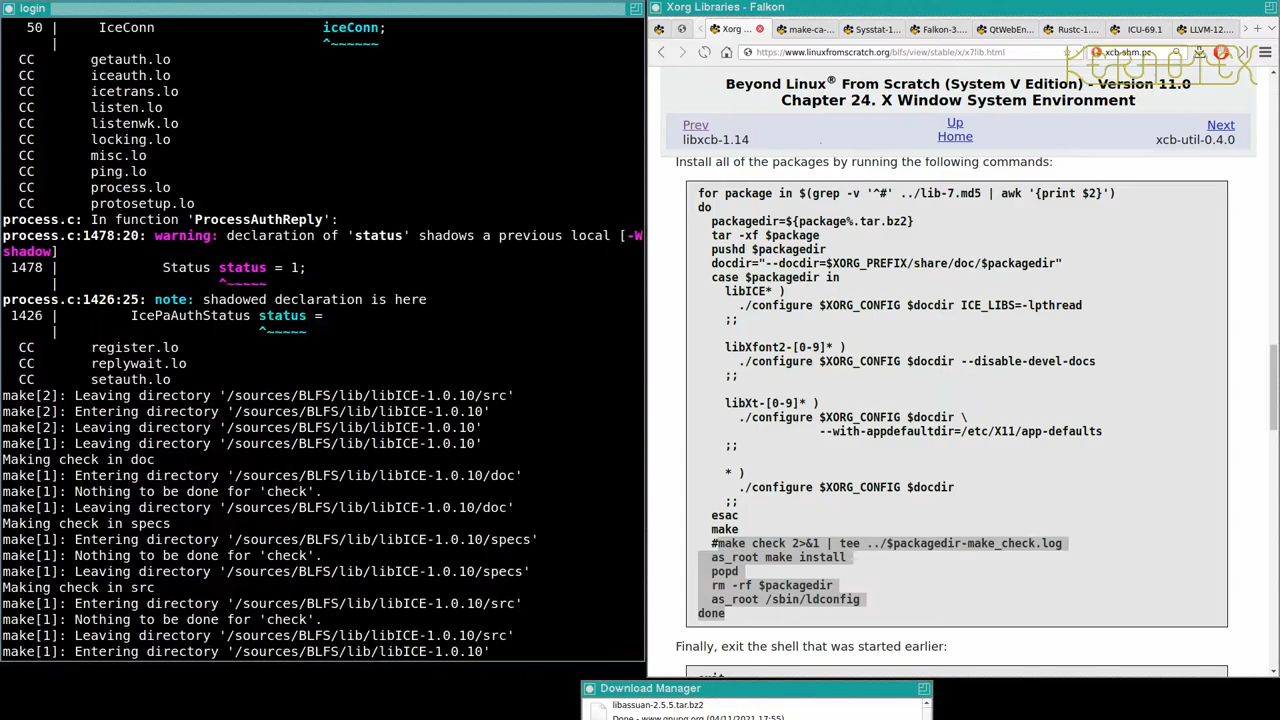 login
50 |     IceConn                     iceConn;
|                                 ^~~~~~~
CC       getauth.lo
CC       iceauth.lo
CC       icetrans.lo
CC       listen.lo
CC       listenwk.lo
CC       locking.lo
CC       misc.lo
CC       ping.lo
CC       process.lo
CC       protosetup.lo
process.c: In function 'ProcessAuthReply':
process.c:1478:20: warning: declaration of 'status' shadows a previous local [-W
shadow]
1478 |             Status status = 1;
|                    ^~~~~~
process.c:1426:25: note: shadowed declaration is here
1426 |         IcePaAuthStatus status =
|                         ^~~~~~
CC       register.lo
CC       replywait.lo
CC       setauth.lo
make[2]: Leaving directory '/sources/BLFS/lib/libICE-1.0.10/src'
make[2]: Entering directory '/sources/BLFS/lib/libICE-1.0.10'
make[2]: Leaving directory '/sources/BLFS/lib/libICE-1.0.10'
make[1]: Leaving directory '/sources/BLFS/lib/libICE-1.0.10'
Making check in doc
make[1]: Entering directory '/sources/BLFS/lib/libICE-1.0.10/doc'
make[1]: Nothing to be done for 'check'.
make[1]: Leaving directory '/sources/BLFS/lib/libICE-1.0.10/doc'
Making check in specs
make[1]: Entering directory '/sources/BLFS/lib/libICE-1.0.10/specs'
make[1]: Nothing to be done for 'check'.
make[1]: Leaving directory '/sources/BLFS/lib/libICE-1.0.10/specs'
Making check in src
make[1]: Entering directory '/sources/BLFS/lib/libICE-1.0.10/src'
make[1]: Nothing to be done for 'check'.
make[1]: Leaving directory '/sources/BLFS/lib/libICE-1.0.10/src'
make[1]: Entering directory '/sources/BLFS/lib/libICE-1.0.10'
Xorg Libraries - Falkon
Xorg ... make-ca-... Sysstat-1... Falkon-3... QtWebEn... Rustc-1... ICU-69.1 LLVM-12...
https://www.linuxfromscratch.org/blfs/view/stable/x/x7lib.html xcb-shm.pc
KERNOTEX
Beyond Linux® From Scratch (System V Edition) - Version 11.0
Chapter 24. X Window System Environment
Prev Up Next
libxcb-1.14 Home xcb-util-0.4.0
Install all of the packages by running the following commands:
for package in $(grep -v '^#' ../lib-7.md5 | awk '{print $2}')
do
packagedir=${package%.tar.bz2}
tar -xf $package
pushd $packagedir
docdir="--docdir=$XORG_PREFIX/share/doc/$packagedir"
case $packagedir in
libICE* )
./configure $XORG_CONFIG $docdir ICE_LIBS=-lpthread
;;
libXfont2-[0-9]* )
./configure $XORG_CONFIG $docdir --disable-devel-docs
;;
libXt-[0-9]* )
./configure $XORG_CONFIG $docdir \
--with-appdefaultdir=/etc/X11/app-defaults
;;
* )
./configure $XORG_CONFIG $docdir
;;
esac
make
#make check 2>&1 | tee ../$packagedir-make_check.log
as_root make install
popd
rm -rf $packagedir
as_root /sbin/ldconfig
done
Finally, exit the shell that was started earlier:
exit
Download Manager
libassuan-2.5.5.tar.bz2
Done - www.gnupg.org (04/11/2021 17:55)